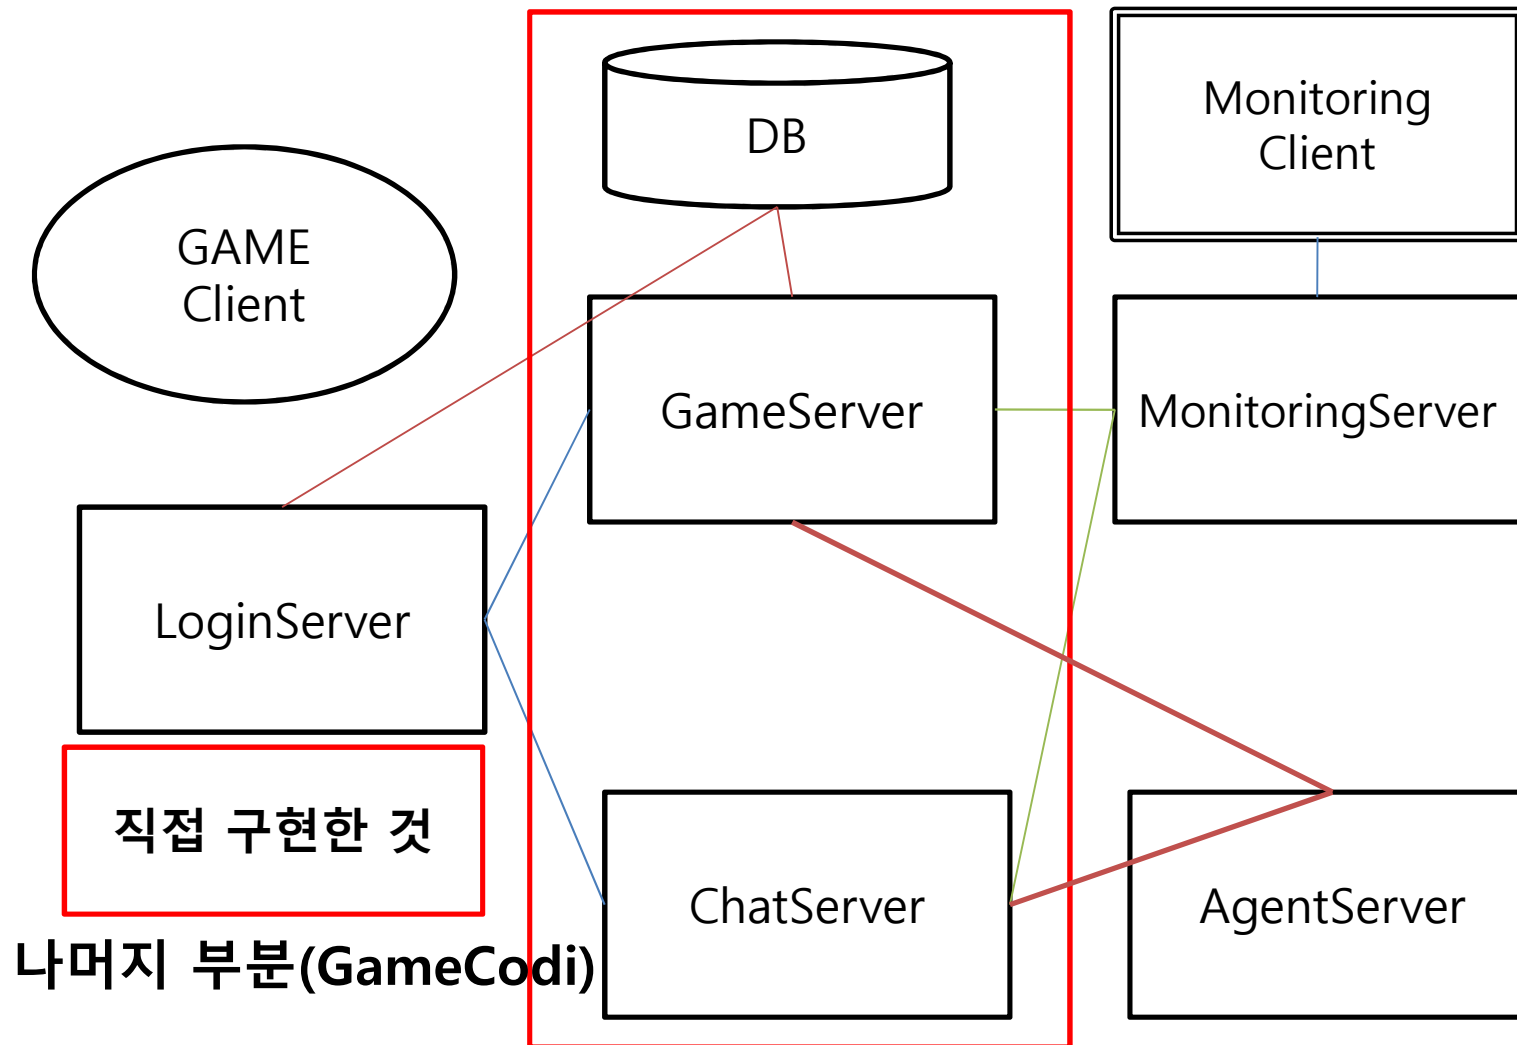 DB
Monitoring
Client
GAME
Client
GameServer
MonitoringServer
LoginServer
직접 구현한 것
ChatServer
AgentServer
나머지 부분(GameCodi)